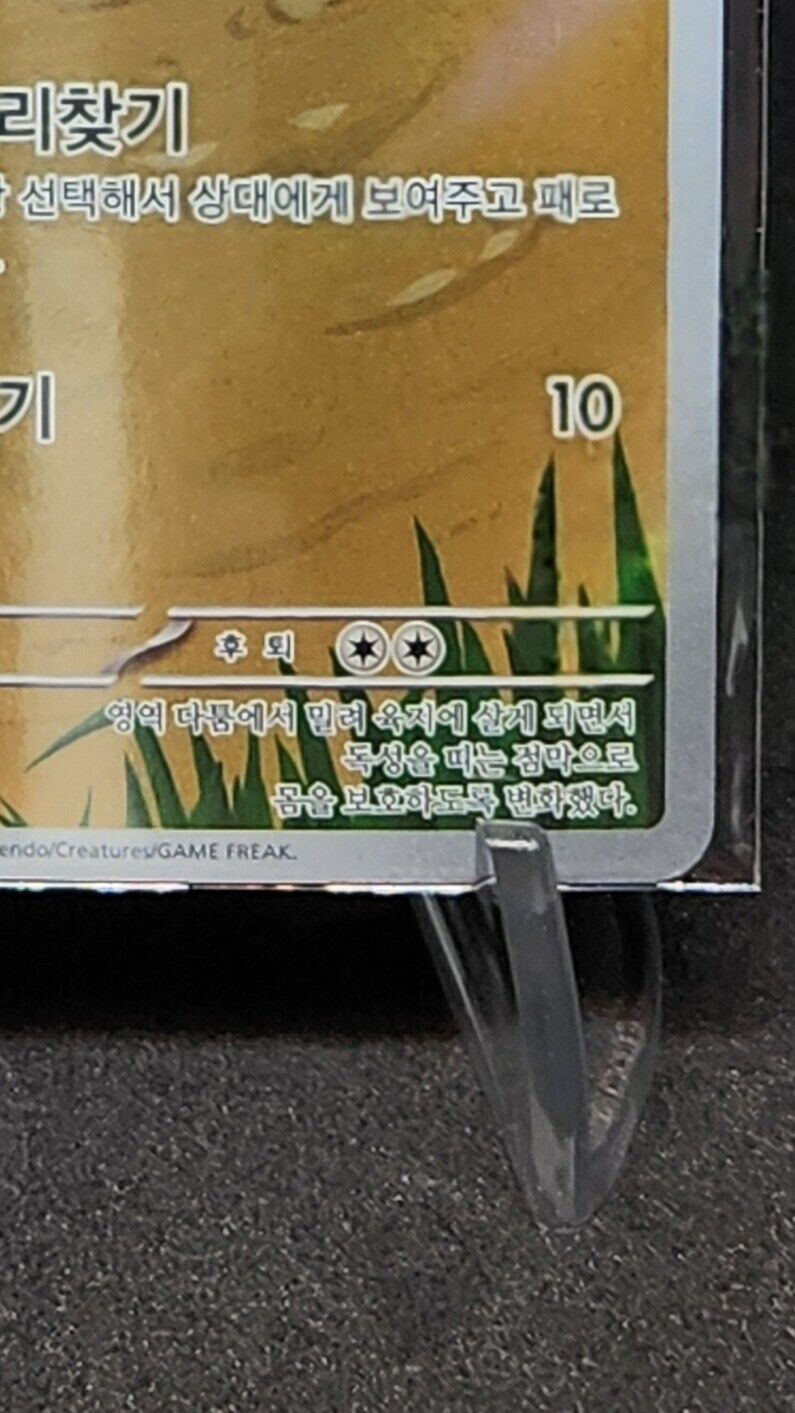 리찾기
선택해서 상대에게 보여주고 패로
기 10
후 퇴
영역 다툼에서 밀려 육지에 살게 되면서
독성을 띠는 점막으로
몸을 보호하도록 변화했다.
endo/Creatures/GAME FREAK.